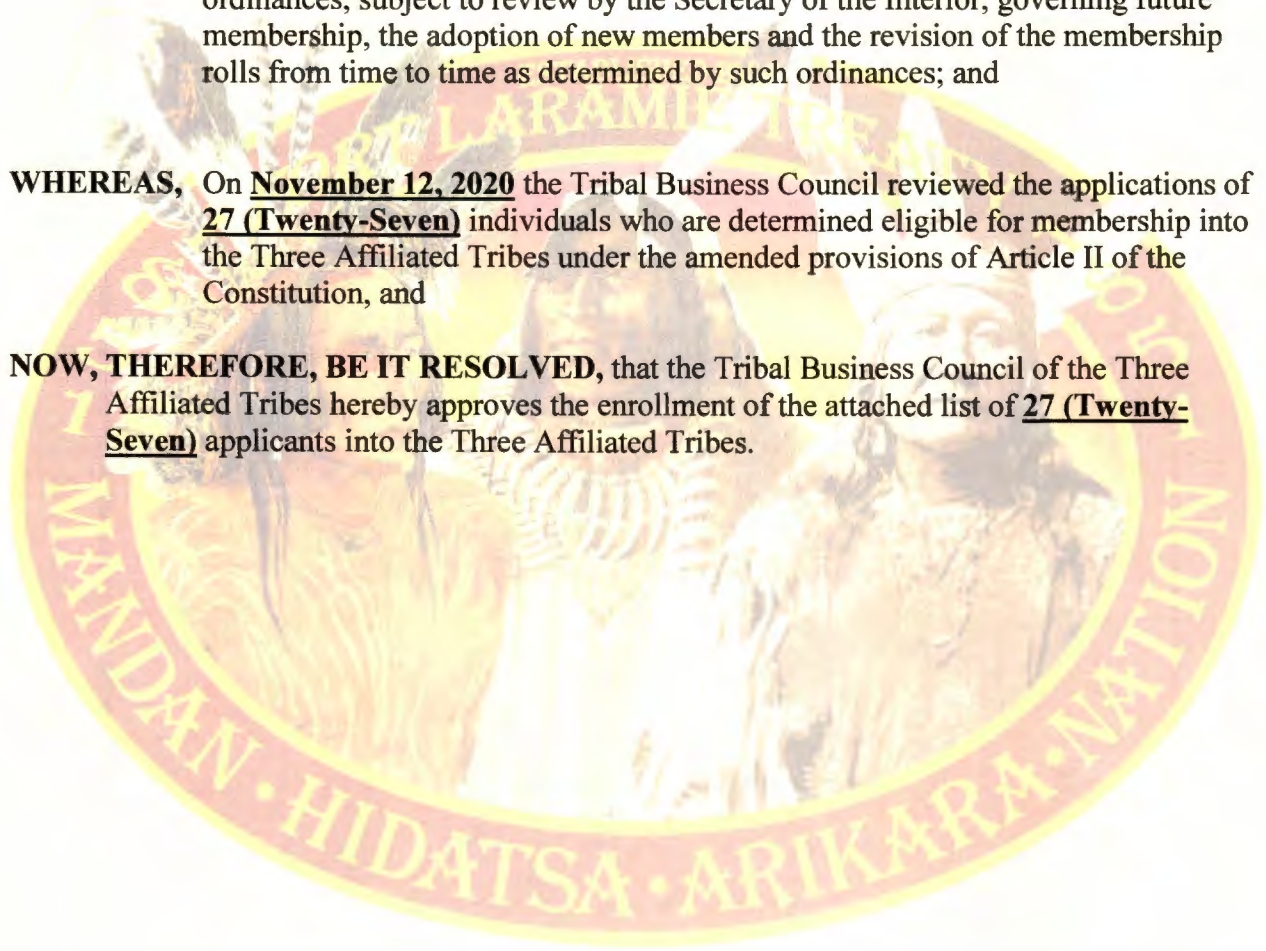 ordinances, subject to review by the Secretary of the Interior, governing future
membership, the adoption of new members and the revision of the membership
rolls from time to time as determined by such ordinances; and
WHEREAS, On November 12, 2020 the Tribal Business Council reviewed the applications of
27 (Twenty-Seven) individuals who are determined eligible for membership into
the Three Affiliated Tribes under the amended provisions of Article II of the
Constitution, and
NOW, THEREFORE, BE IT RESOLVED, that the Tribal Business Council of the Three
Affiliated Tribes hereby approves the enrollment of the attached list of 27 (Twenty-
Seven) applicants into the Three Affiliated Tribes.
FORT LARAMIE TREATY
1851
MANDAN · HIDATSA · ARIKARA · NATION